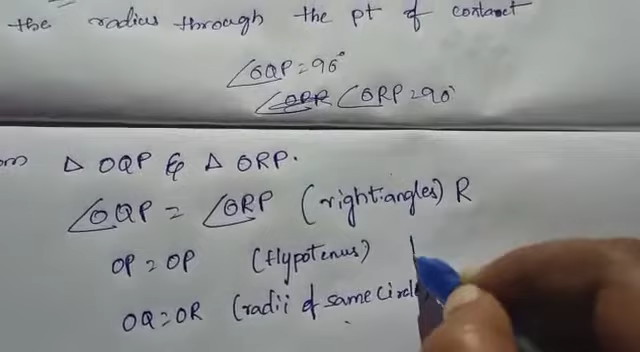 the radius through the pt of contact
∠OQP = 90°
∠ORP = 90°
△ OQP & △ ORP.
∠OQP = ∠ORP (right angles) R
OP = OP (Hypotenus)
OQ = OR (radii of same Circle